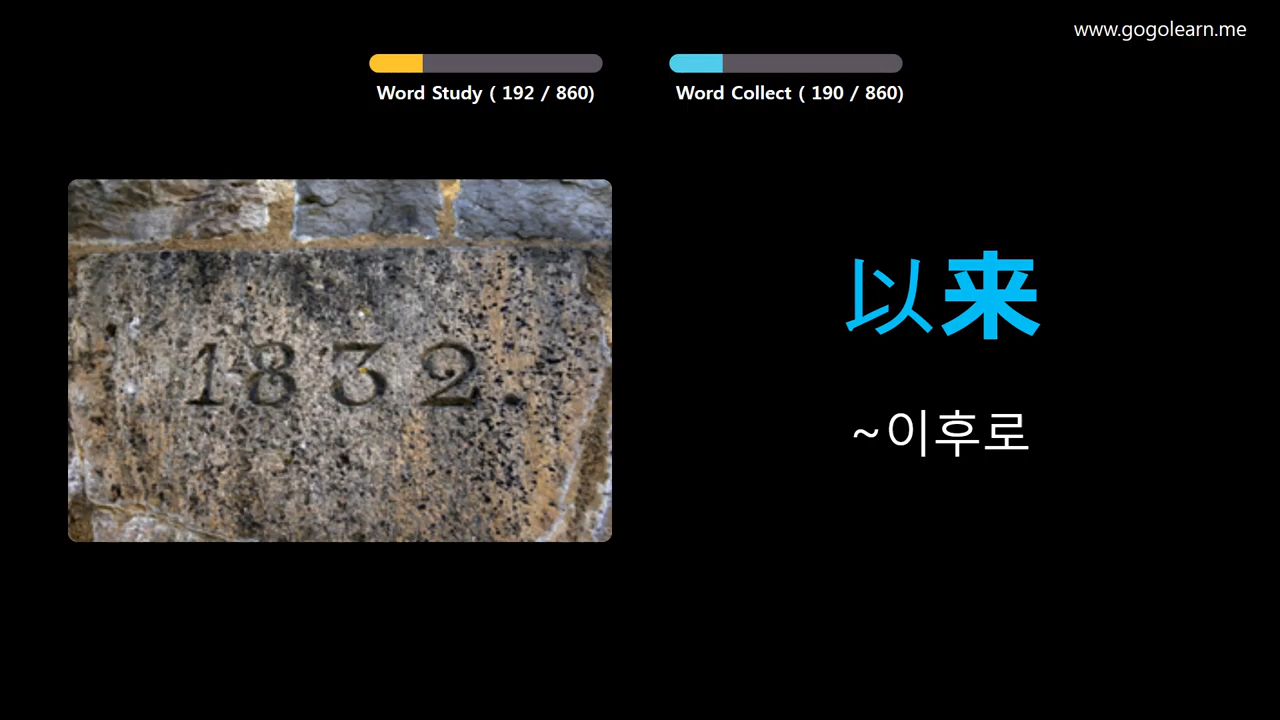 www.gogolearn.me
Word Study ( 192 / 860)
Word Collect ( 190 / 860)
1832.
以来
~이후로